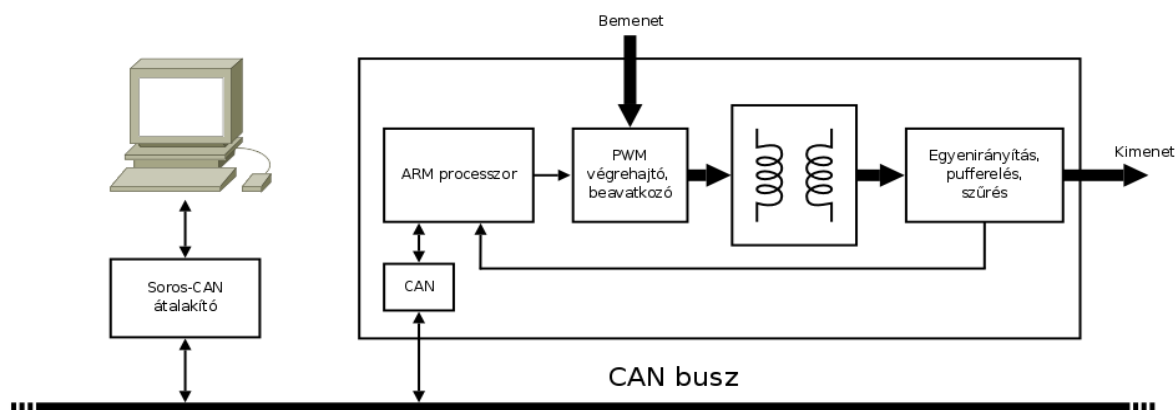 Bemenet
ARM processzor
PWM
végrehajtó,
beavatkozó
Egyenirányítás,
pufferelés,
szűrés
Kimenet
Soros-CAN
átalakító
CAN
CAN busz